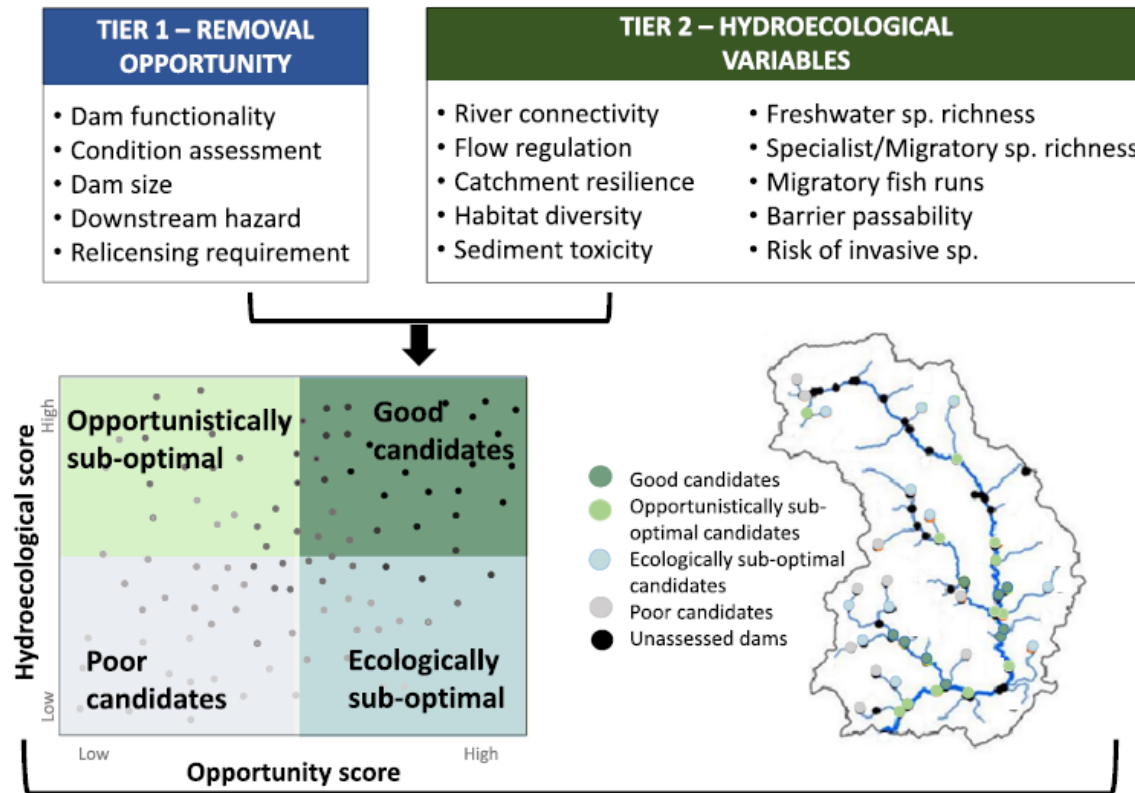 TIER 1 – REMOVAL
OPPORTUNITY
• Dam functionality
• Condition assessment
• Dam size
• Downstream hazard
• Relicensing requirement
TIER 2 – HYDROECOLOGICAL
VARIABLES
• River connectivity
• Flow regulation
• Catchment resilience
• Habitat diversity
• Sediment toxicity
• Freshwater sp. richness
• Specialist/Migratory sp. richness
• Migratory fish runs
• Barrier passability
• Risk of invasive sp.
Hydroecological score
High
Low
Opportunistically
sub-optimal
Good
candidates
Poor
candidates
Ecologically
sub-optimal
Low
High
Opportunity score
Good candidates
Opportunistically sub-
optimal candidates
Ecologically sub-optimal
candidates
Poor candidates
Unassessed dams